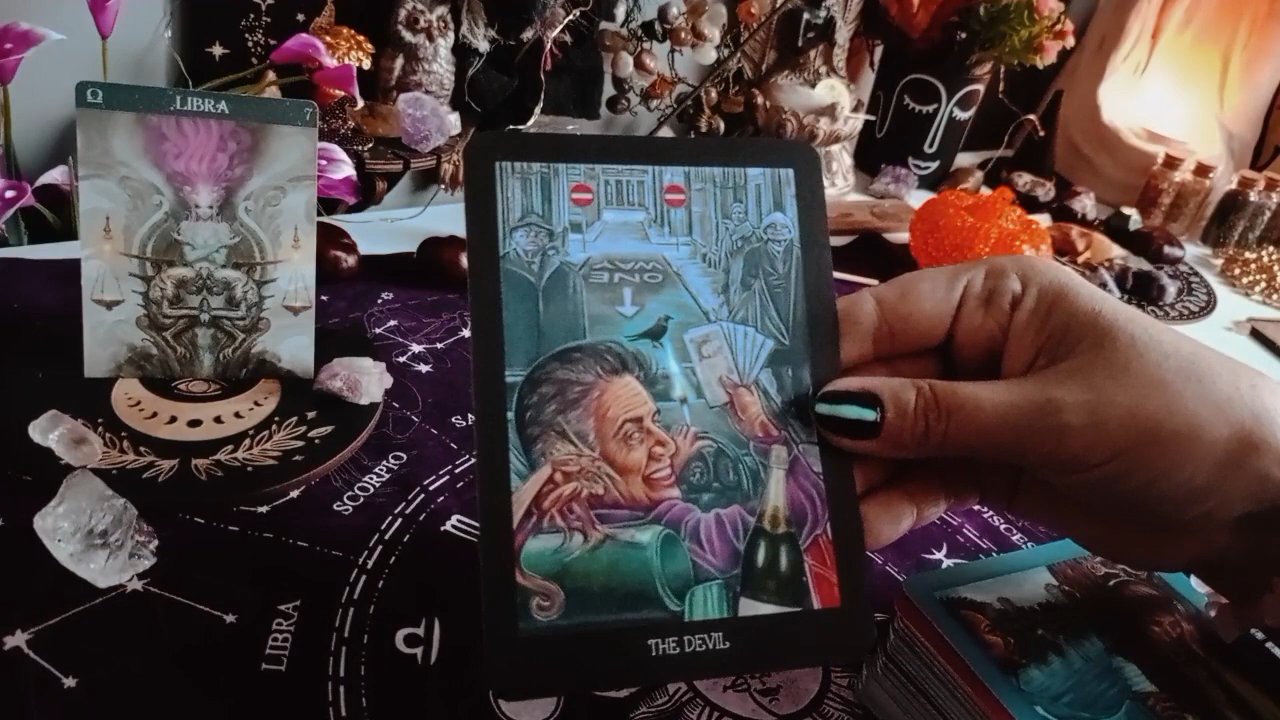 ♎ LIBRA 7
ONE
WAY
THE DEVIL
SCORPIO
LIBRA
PISCES